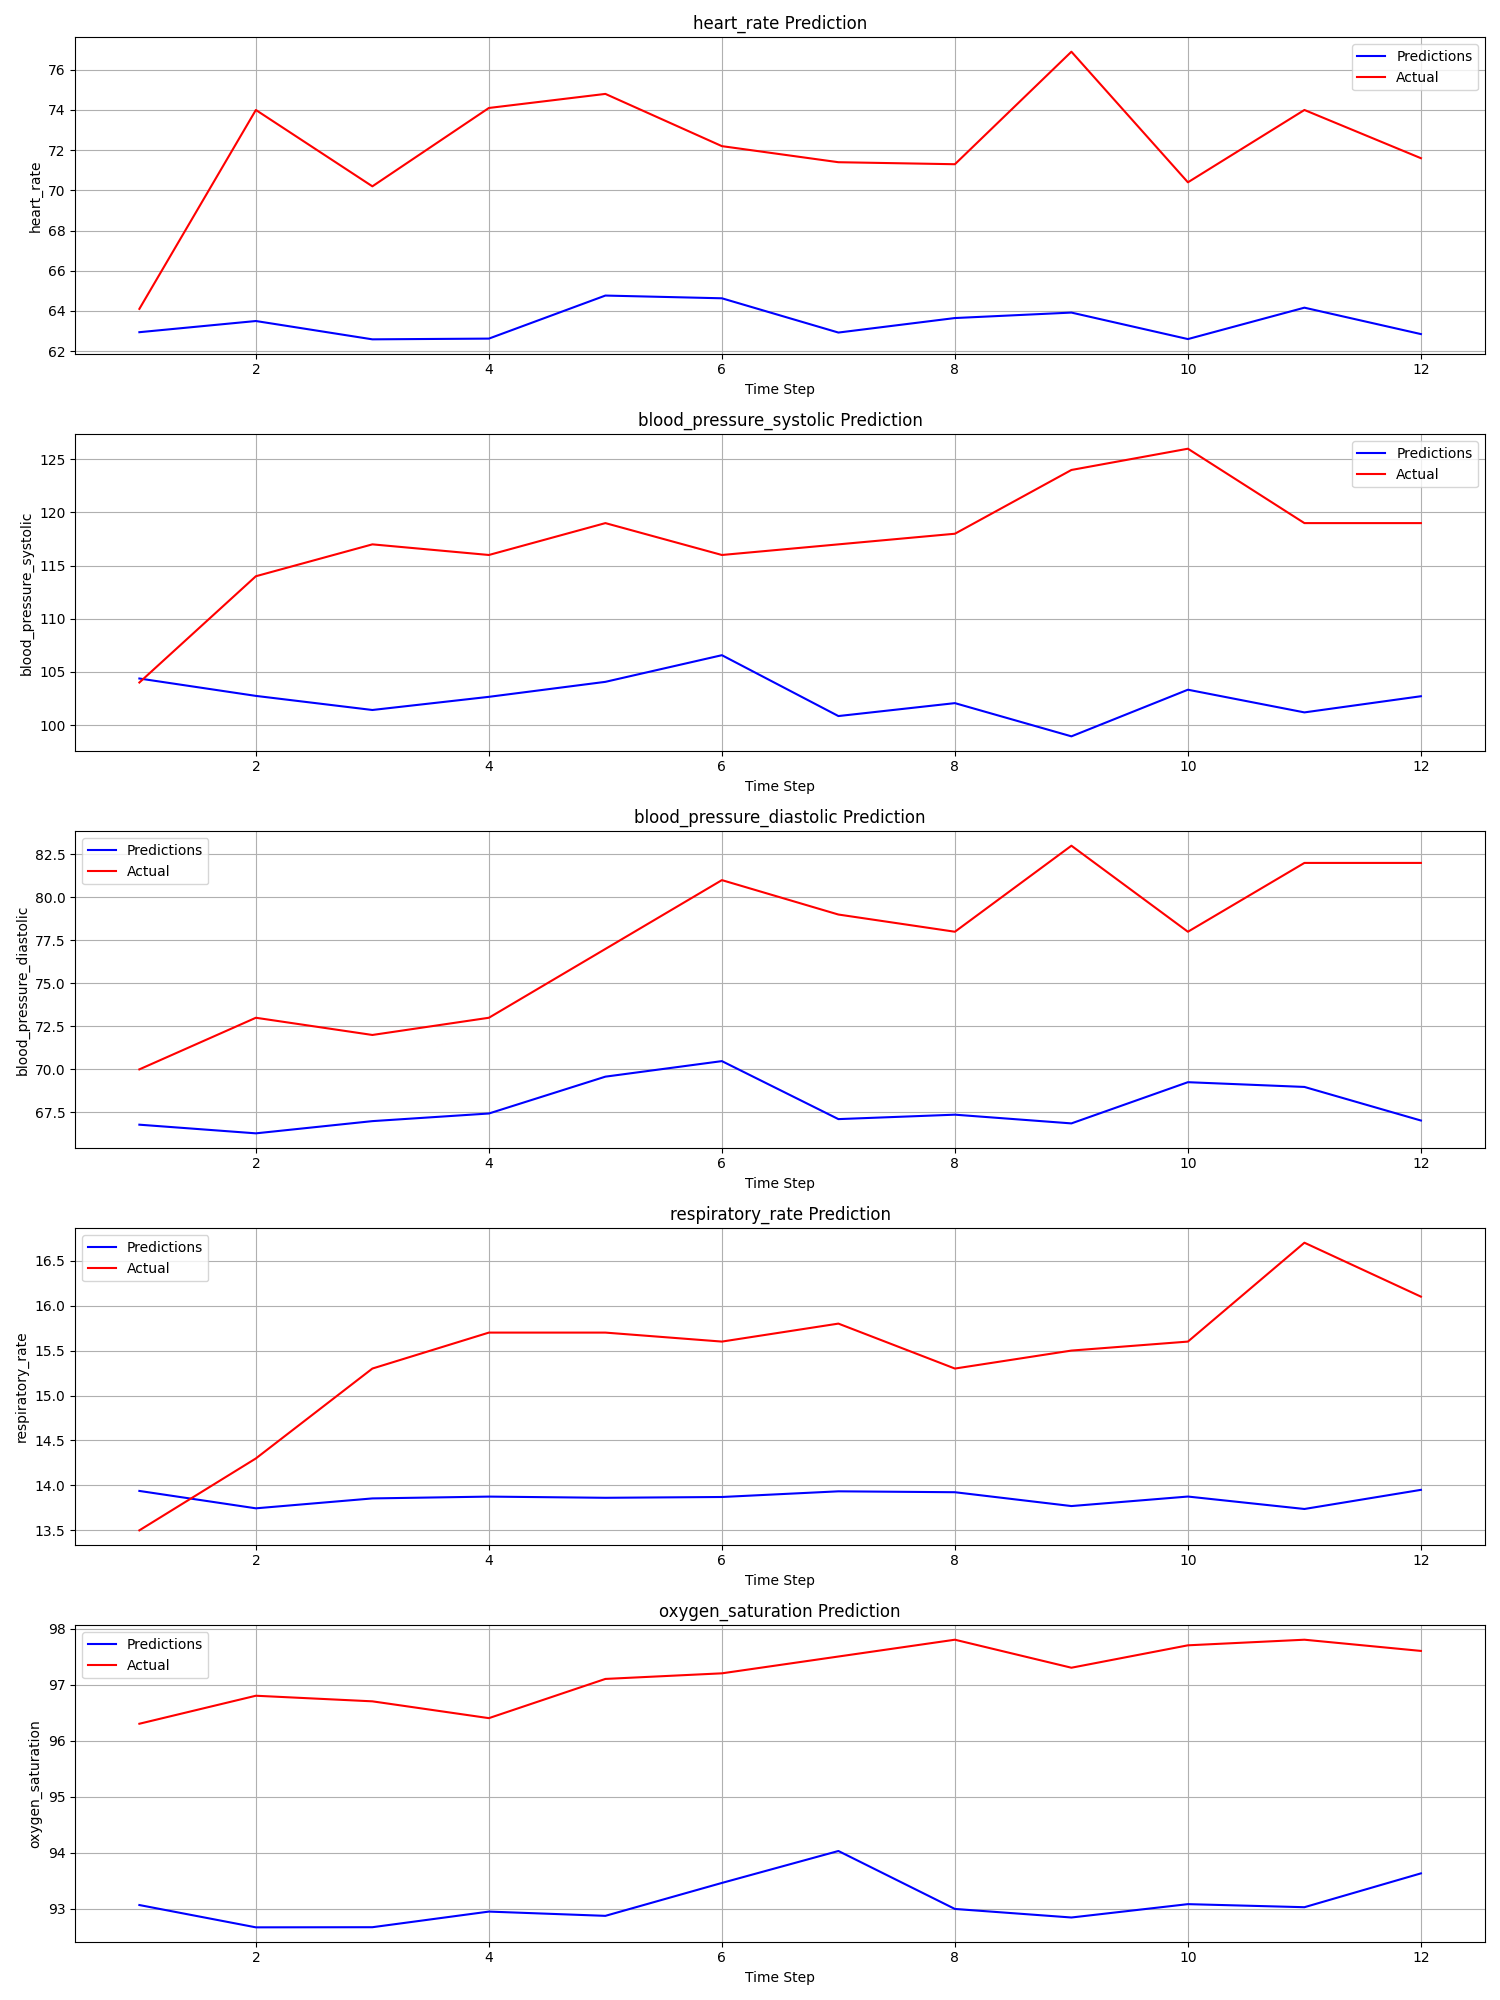 heart_rate Prediction
Predictions
Actual
76
74
72
70
68
66
64
62
heart_rate
2 4 6 8 10 12
Time Step
blood_pressure_systolic Prediction
Predictions
Actual
125
120
115
110
105
100
blood_pressure_systolic
2 4 6 8 10 12
Time Step
blood_pressure_diastolic Prediction
Predictions
Actual
82.5
80.0
77.5
75.0
72.5
70.0
67.5
blood_pressure_diastolic
2 4 6 8 10 12
Time Step
respiratory_rate Prediction
Predictions
Actual
16.5
16.0
15.5
15.0
14.5
14.0
13.5
respiratory_rate
2 4 6 8 10 12
Time Step
oxygen_saturation Prediction
Predictions
Actual
98
97
96
95
94
93
oxygen_saturation
2 4 6 8 10 12
Time Step